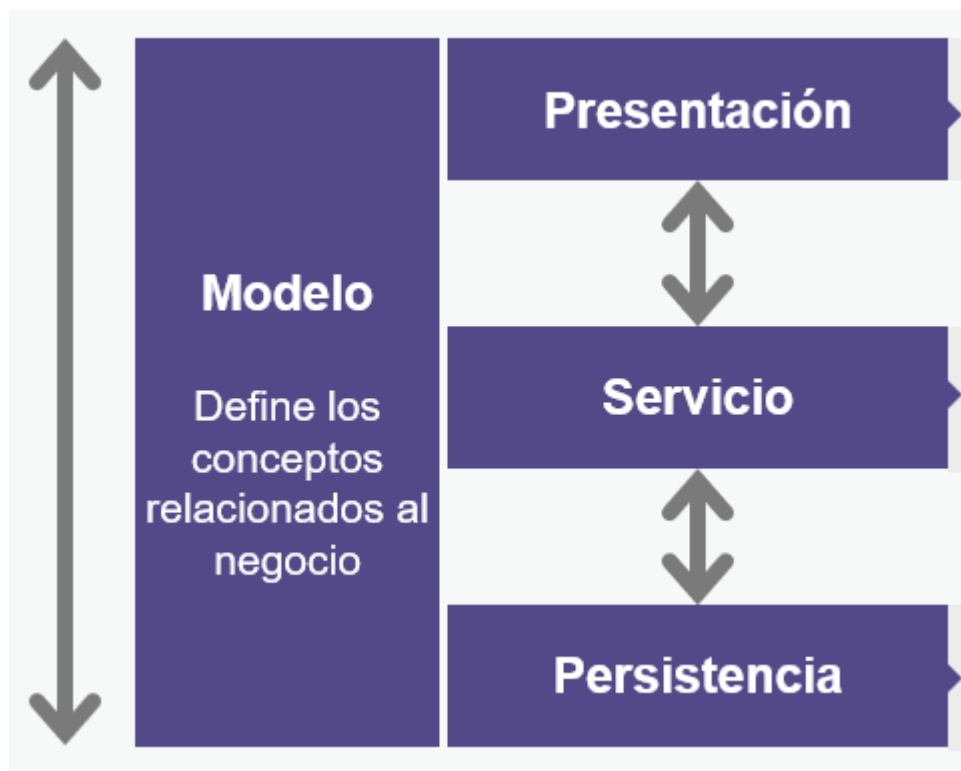 Modelo
Define los
conceptos
relacionados al
negocio
Presentación
Servicio
Persistencia